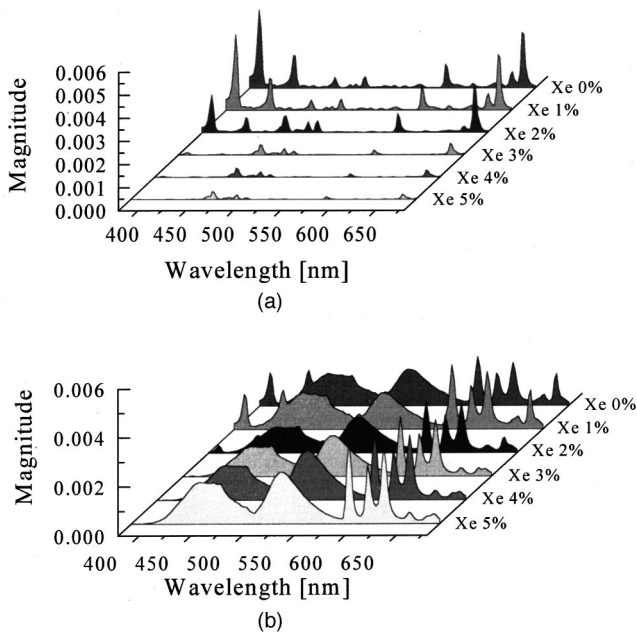 Magnitude
0.006
0.005
0.004
0.003
0.002
0.001
0.000
Xe 0%
Xe 1%
Xe 2%
Xe 3%
Xe 4%
Xe 5%
400 450 500 550 600 650
Wavelength [nm]
(a)
Magnitude
0.006
0.004
0.002
0.000
Xe 0%
Xe 1%
Xe 2%
Xe 3%
Xe 4%
Xe 5%
400 450 500 550 600 650
Wavelength [nm]
(b)